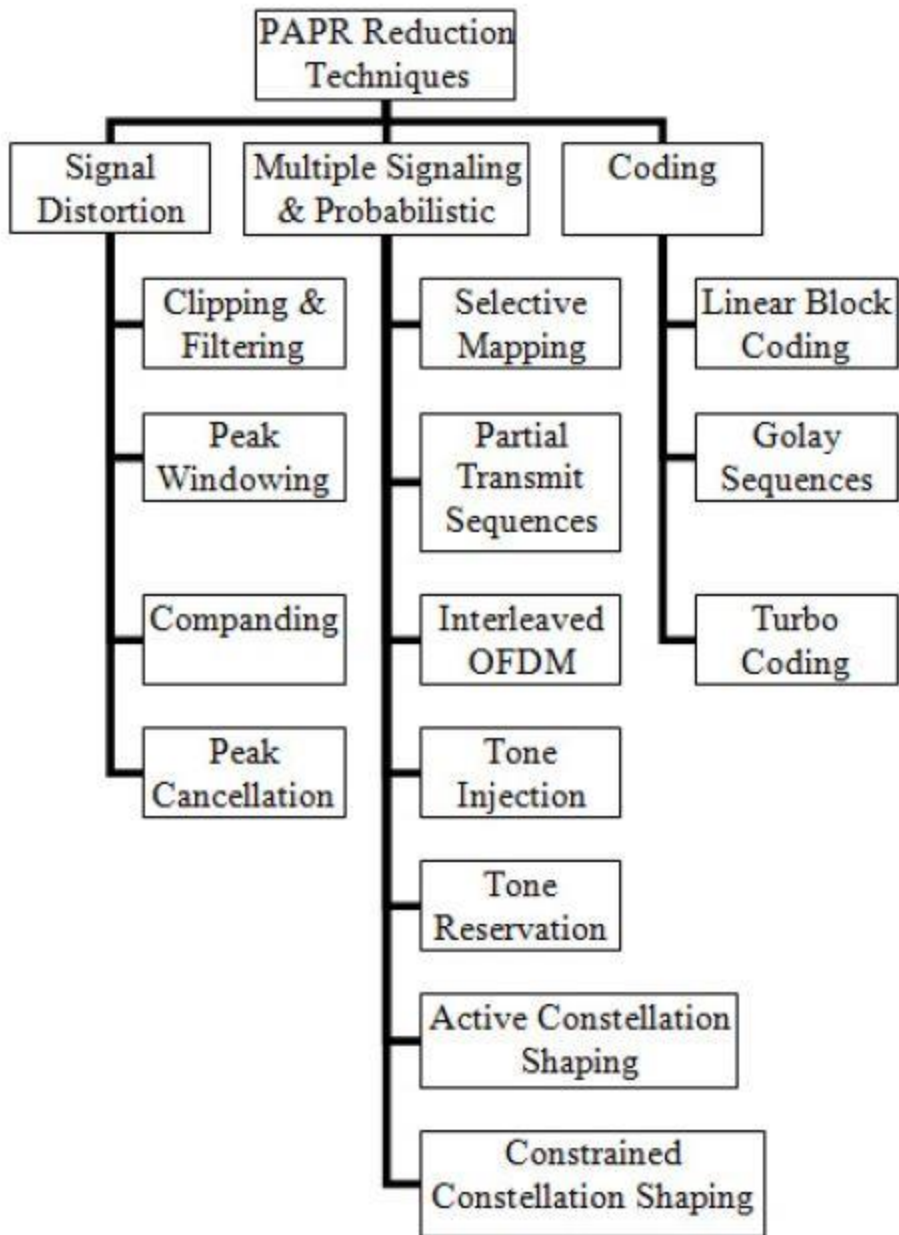 PAPR Reduction
Techniques
Signal
Distortion
Multiple Signaling
& Probabilistic
Coding
Clipping &
Filtering
Peak
Windowing
Companding
Peak
Cancellation
Selective
Mapping
Partial
Transmit
Sequences
Interleaved
OFDM
Tone
Injection
Tone
Reservation
Active Constellation
Shaping
Constrained
Constellation Shaping
Linear Block
Coding
Golay
Sequences
Turbo
Coding